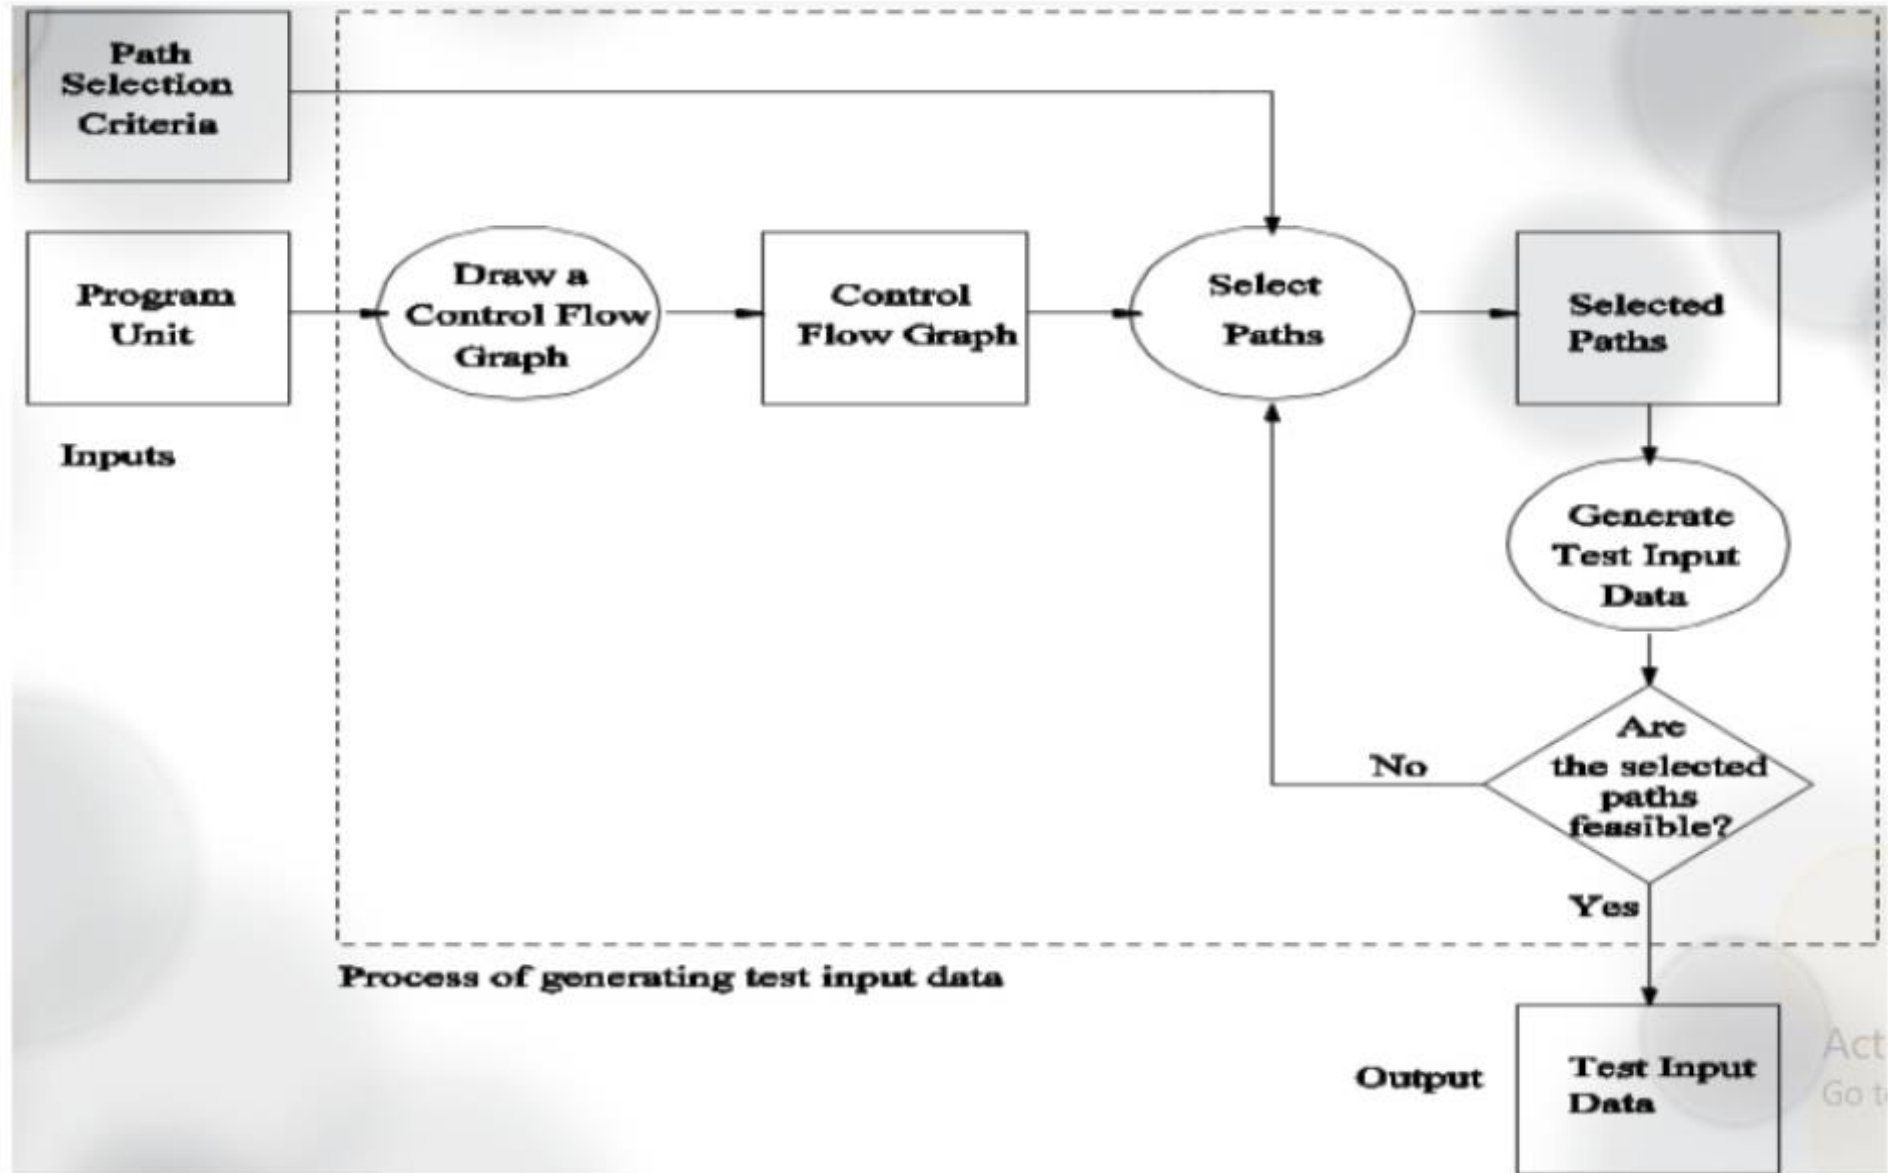 Path
Selection
Criteria
Program
Unit
Inputs
Draw a
Control Flow
Graph
Control
Flow Graph
Select
Paths
Selected
Paths
Generate
Test Input
Data
Are
the selected
paths
feasible?
No
Yes
Process of generating test input data
Output
Test Input
Data
Act
Go t